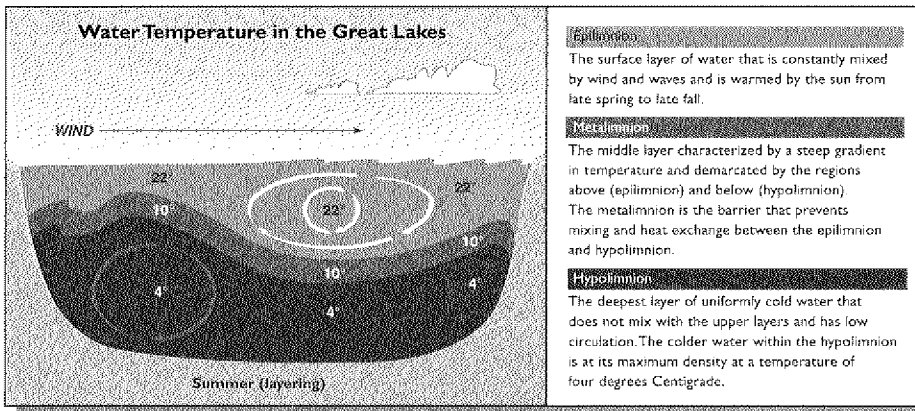 Water Temperature in the Great Lakes
WIND
22
22°
22°
10°
10°
10
4
4°
4°
Summer (layering)
Epilimnion
The surface layer of water that is constantly mixed
by wind and waves and is warmed by the sun from
late spring to late fall.
Metalimnion
The middle layer characterized by a steep gradient
in temperature and demarcated by the regions
above (epilimnion) and below (hypolimnion).
The metalimnion is the barrier that prevents
mixing and heat exchange between the epilimnion
and hypolimnion.
Hypolimnion
The deepest layer of uniformly cold water that
does not mix with the upper layers and has low
circulation. The colder water within the hypolimnion
is at its maximum density at a temperature of
four degrees Centigrade.